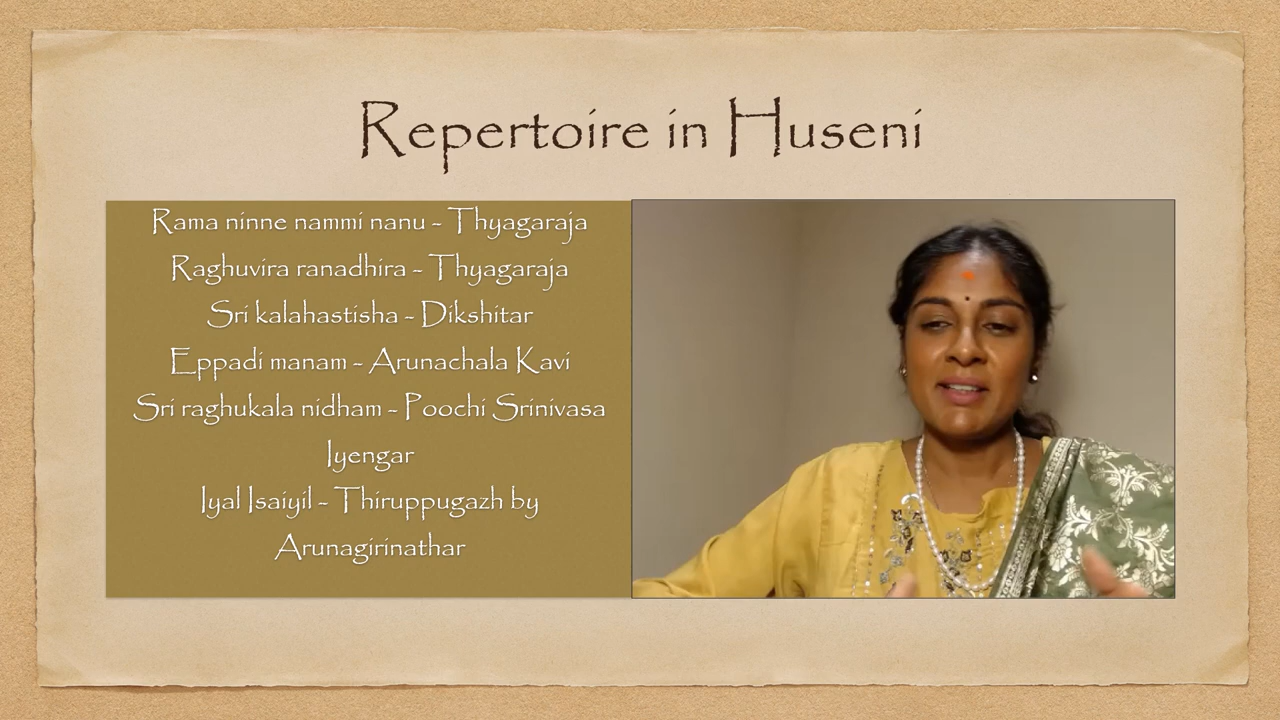 Repertoire in Huseni
Rama ninne nammi nanu - Thyagaraja
Raghuvira ranadhira - Thyagaraja
Sri kalahastisha - Dikshitar
Eppadi manam - Arunachala Kavi
Sri raghukala nidham - Poochi Srinivasa
Iyengar
Iyal Isaiyil - Thiruppugazh by
Arunagirinathar